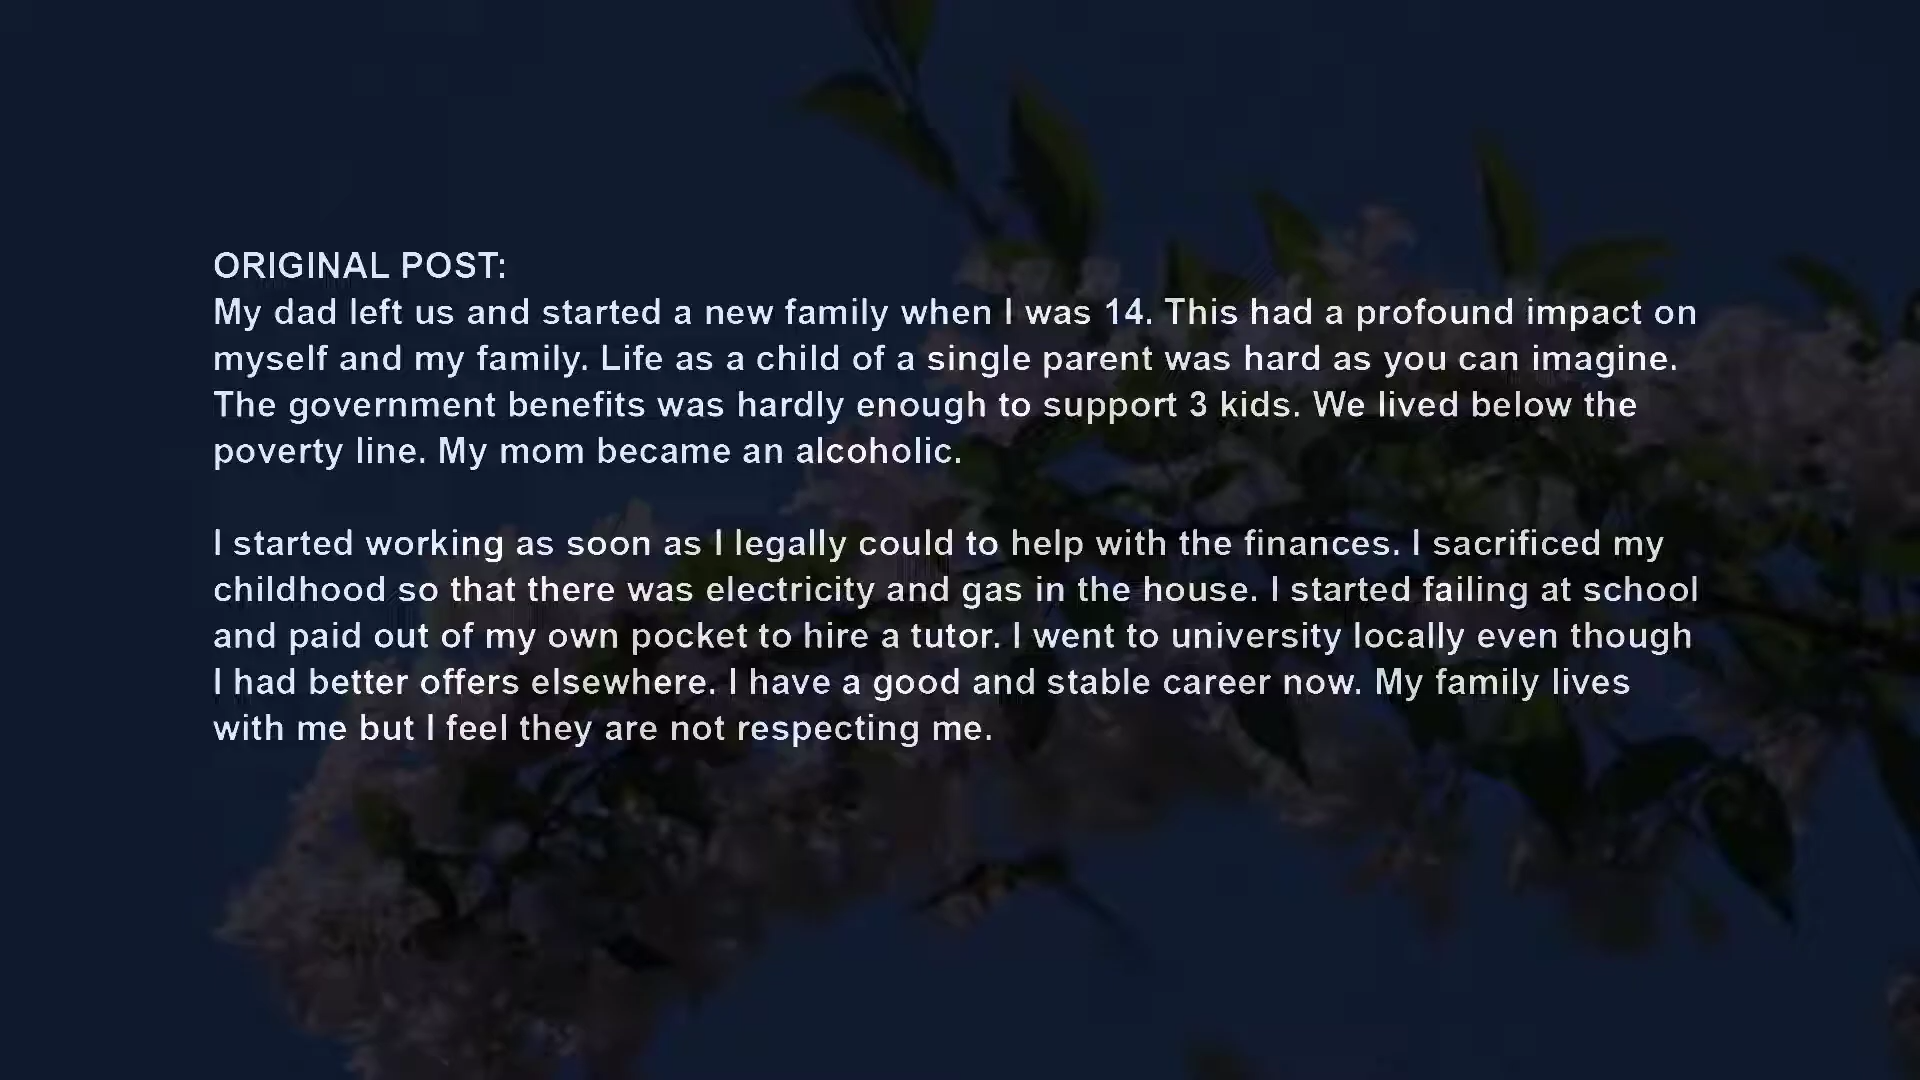 ORIGINAL POST:
My dad left us and started a new family when I was 14. This had a profound impact on
myself and my family. Life as a child of a single parent was hard as you can imagine.
The government benefits was hardly enough to support 3 kids. We lived below the
poverty line. My mom became an alcoholic.
I started working as soon as I legally could to help with the finances. I sacrificed my
childhood so that there was electricity and gas in the house. I started failing at school
and paid out of my own pocket to hire a tutor. I went to university locally even though
I had better offers elsewhere. I have a good and stable career now. My family lives
with me but I feel they are not respecting me.